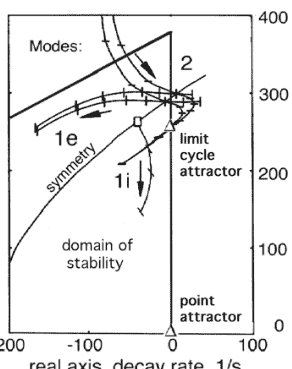 400
Modes:
2
300
1e
limit
cycle
attractor
symmetry
1i
200
domain of
stability
100
point
attractor
0
200 -100 0 100
real axis, decay rate, 1/s